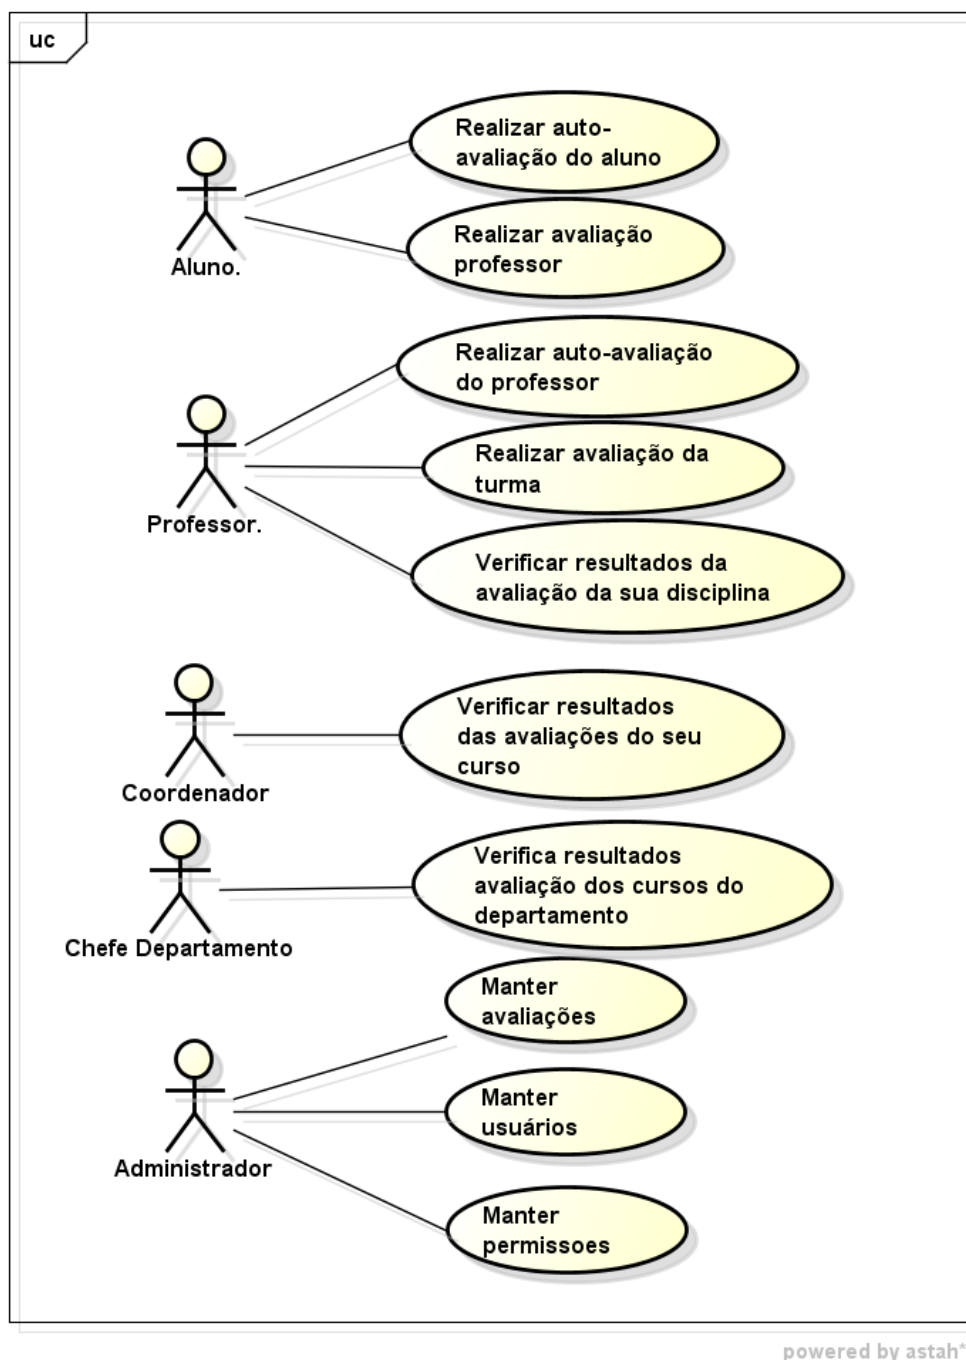 uc
Realizar auto-
avaliação do aluno
Realizar avaliação
professor
Aluno.
Realizar auto-avaliação
do professor
Realizar avaliação da
turma
Professor.
Verificar resultados da
avaliação da sua disciplina
Verificar resultados
das avaliações do seu
curso
Coordenador
Verifica resultados
avaliação dos cursos do
departamento
Chefe Departamento
Manter
avaliações
Manter
usuários
Administrador
Manter
permissoes
powered by astah*